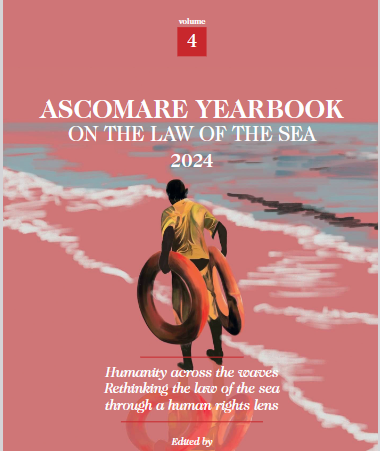 volume
4
ASCOMARE YEARBOOK
ON THE LAW OF THE SEA
2024
Humanity across the waves
Rethinking the law of the sea
through a human rights lens
Edited by